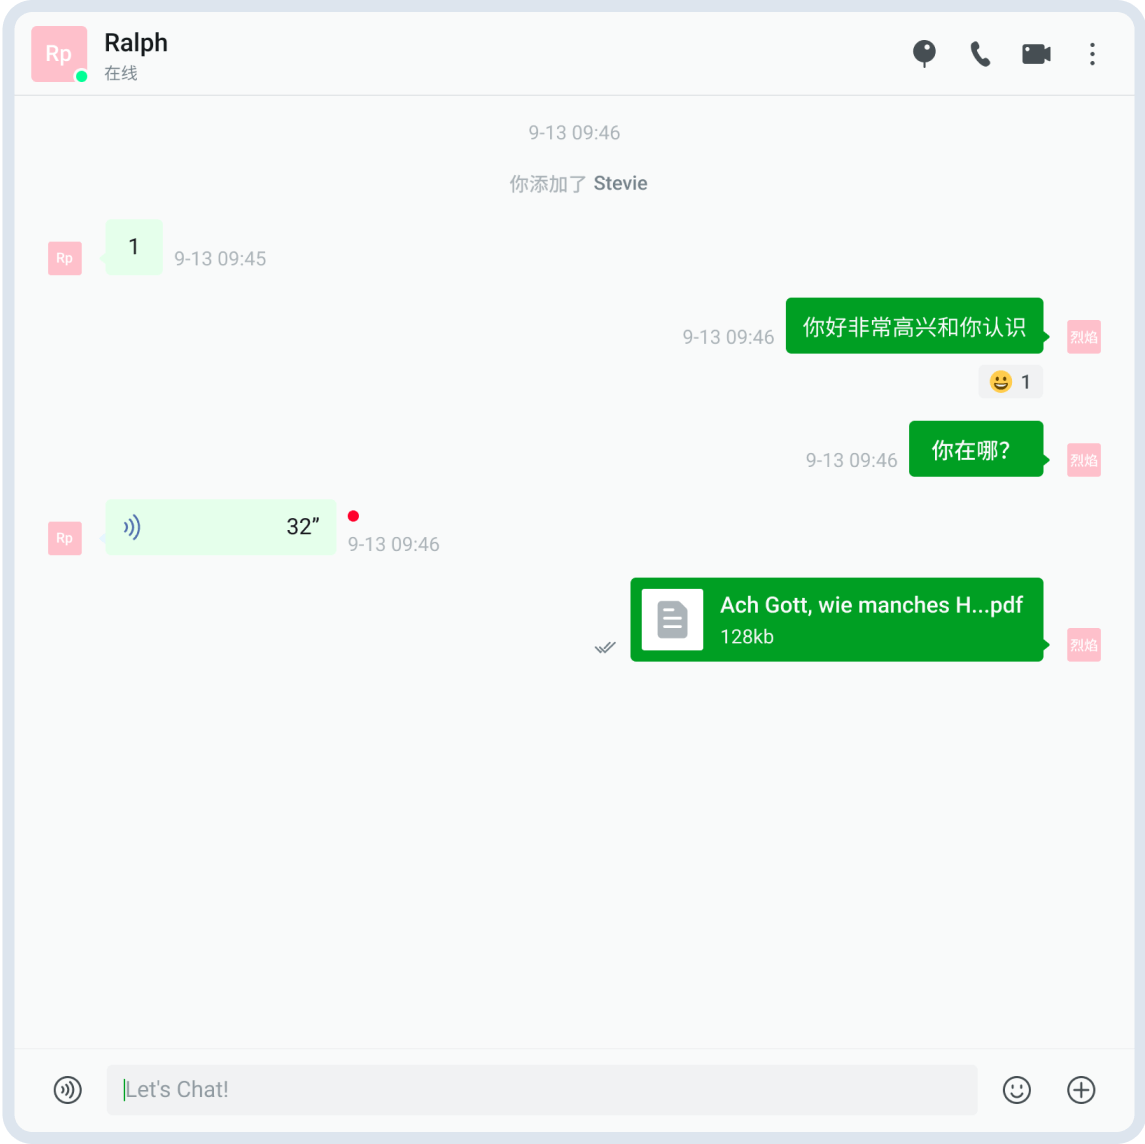 Rp
Ralph
在线
9-13 09:46
你添加了 Stevie
Rp
1
9-13 09:45
9-13 09:46
你好非常高兴和你认识
烈焰
😀 1
9-13 09:46
你在哪?
烈焰
Rp
32”
9-13 09:46
Ach Gott, wie manches H...pdf
128kb
烈焰
Let's Chat!